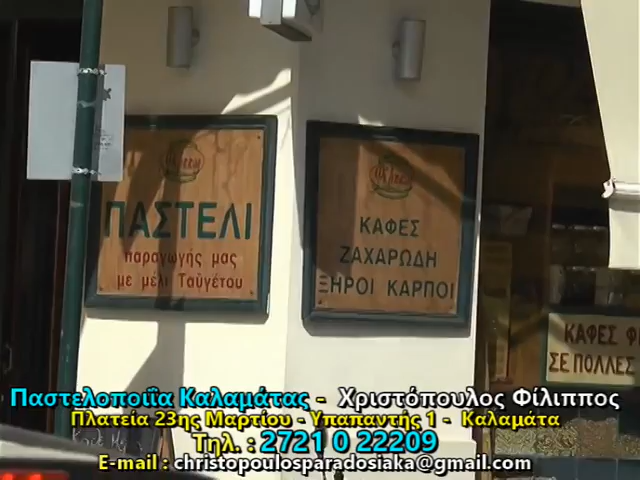 ΠΑΣΤΕΛΙ
παραγωγής μας
με μέλι Ταϋγέτου
ΚΑΦΕΣ
ΖΑΧΑΡΩΔΗ
ΞΗΡΟΙ ΚΑΡΠΟΙ
ΚΑΦΕΣ
ΣΕ ΠΟΛΛΕΣ
Παστελοποιΐα Καλαμάτας - Χριστόπουλος Φίλιππος
Πλατεία 23ης Μαρτίου - Υπαπαντής 1 - Καλαμάτα
Τηλ. : 2721 0 22209
E-mail : christopoulosparadosiaka@gmail.com